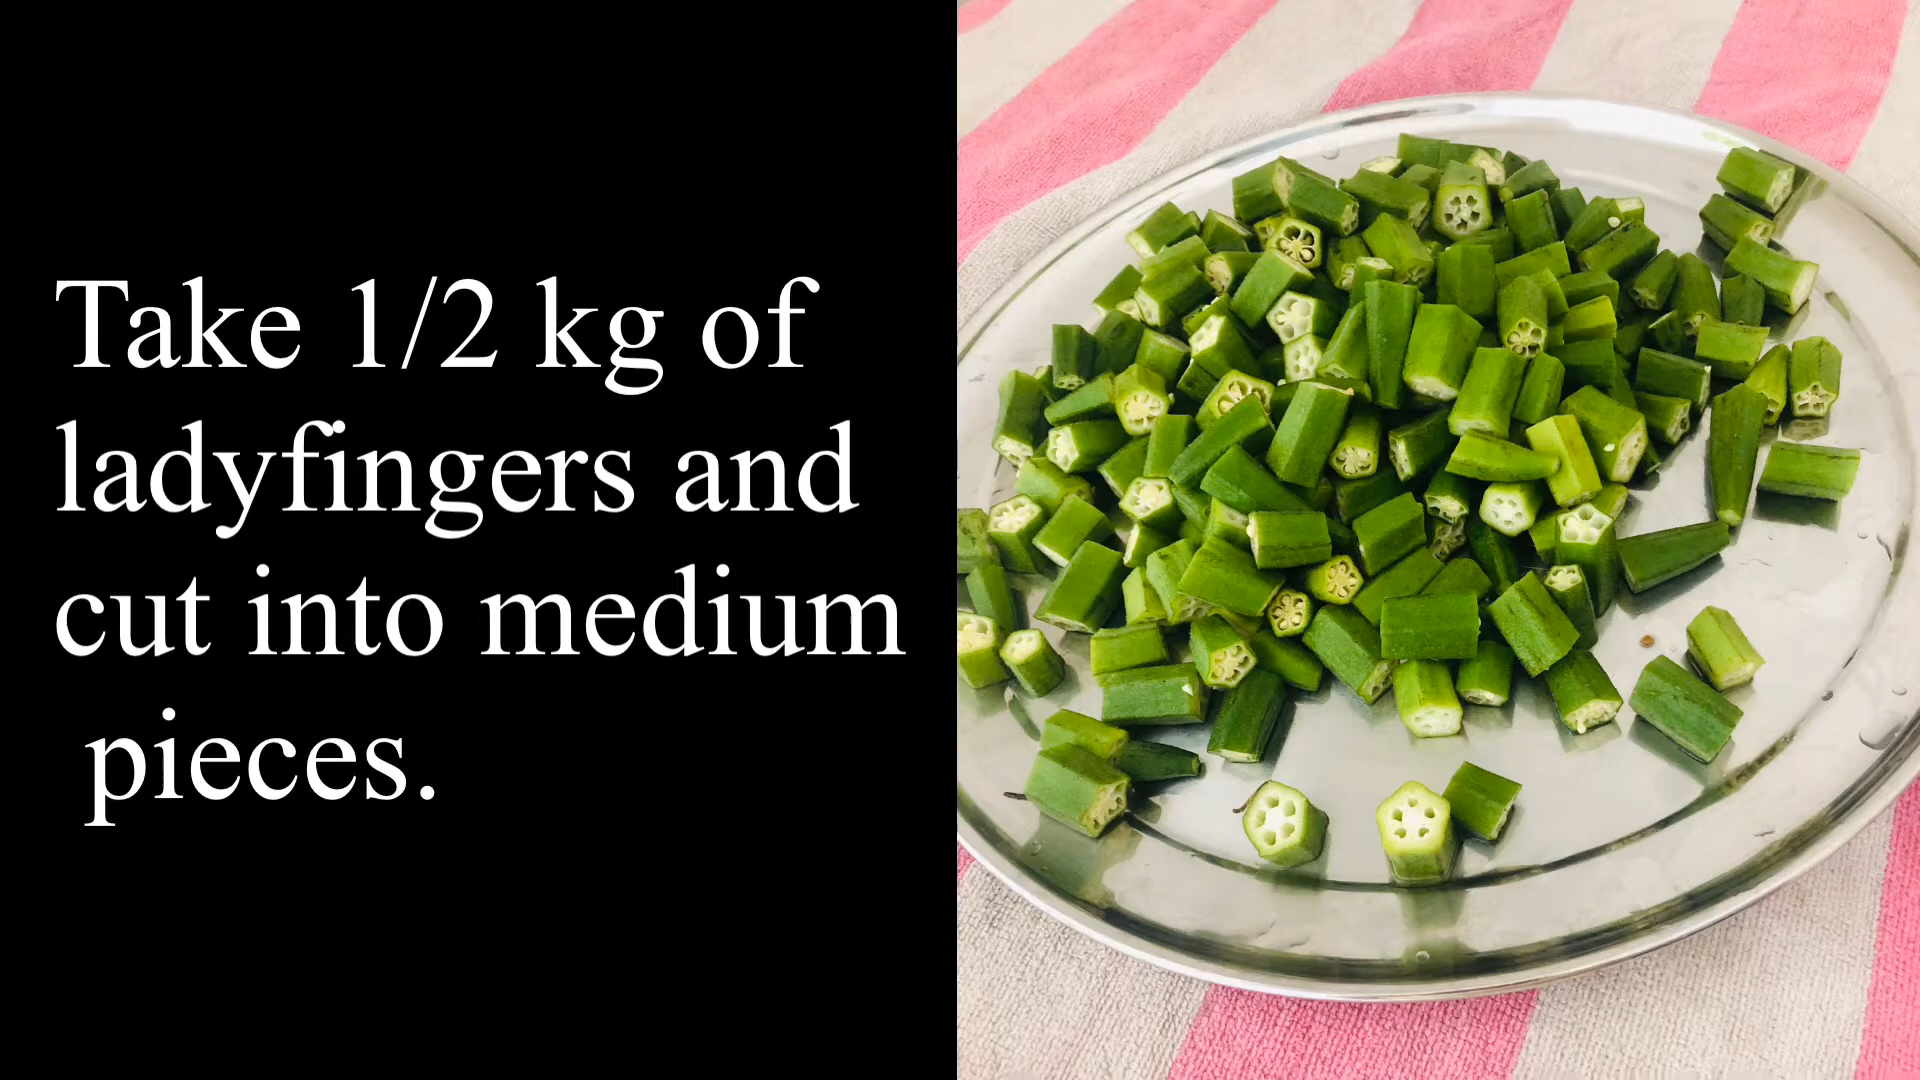 Take 1/2 kg of
ladyfingers and
cut into medium
pieces.